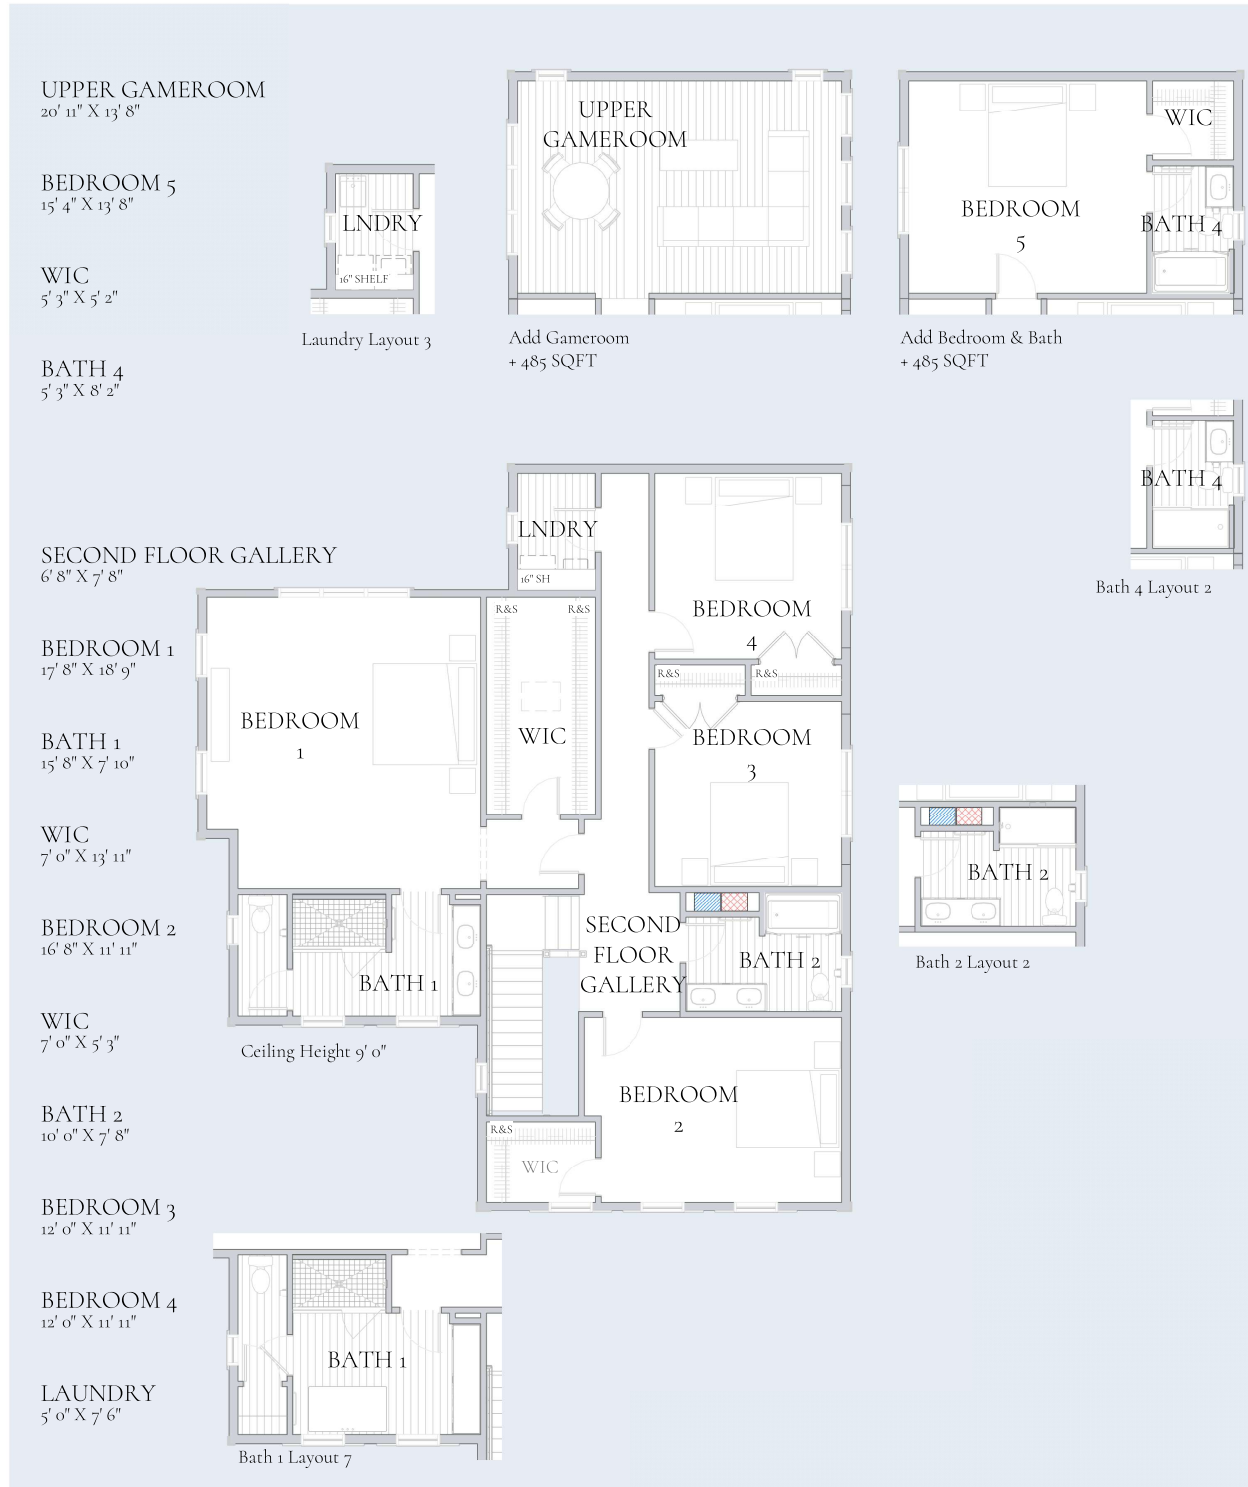 UPPER GAMEROOM
20' 11" X 13' 8"
BEDROOM 5
15' 4" X 13' 8"
WIC
5' 3" X 5' 2"
BATH 4
5' 3" X 8' 2"
LNDRY
16" SHELF
Laundry Layout 3
UPPER
GAMEROOM
Add Gameroom
+ 485 SQFT
WIC
BEDROOM
5
BATH 4
Add Bedroom & Bath
+ 485 SQFT
BATH 4
Bath 4 Layout 2
SECOND FLOOR GALLERY
6' 8" X 7' 8"
BEDROOM 1
17' 8" X 18' 9"
BATH 1
15' 8" X 7' 10"
WIC
7' 0" X 13' 11"
BEDROOM 2
16' 8" X 11' 11"
WIC
7' 0" X 5' 3"
BATH 2
10' 0" X 7' 8"
BEDROOM 3
12' 0" X 11' 11"
BEDROOM 4
12' 0" X 11' 11"
LAUNDRY
5' 0" X 7' 6"
LNDRY
16" SH
R&S
R&S
BEDROOM
4
R&S
R&S
BEDROOM
1
WIC
BEDROOM
3
SECOND
FLOOR
GALLERY
BATH 2
BATH 1
Ceiling Height 9' 0"
BEDROOM
2
R&S
WIC
BATH 2
Bath 2 Layout 2
BATH 1
Bath 1 Layout 7